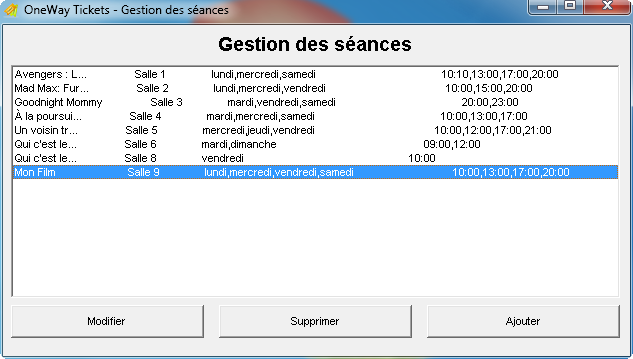 OneWay Tickets - Gestion des séances
Gestion des séances
Avengers : L... Salle 1 lundi,mercredi,samedi 10:10,13:00,17:00,20:00
Mad Max: Fur... Salle 2 lundi,mercredi,vendredi 10:00,15:00,20:00
Goodnight Mommy Salle 3 mardi,vendredi,samedi 20:00,23:00
À la poursui... Salle 4 mardi,mercredi,samedi 10:00,13:00,17:00
Un voisin tr... Salle 5 mercredi,jeudi,vendredi 10:00,12:00,17:00,21:00
Qui c'est le... Salle 6 mardi,dimanche 09:00,12:00
Qui c'est le... Salle 8 vendredi 10:00
Mon Film Salle 9 lundi,mercredi,vendredi,samedi 10:00,13:00,17:00,20:00
Modifier Supprimer Ajouter